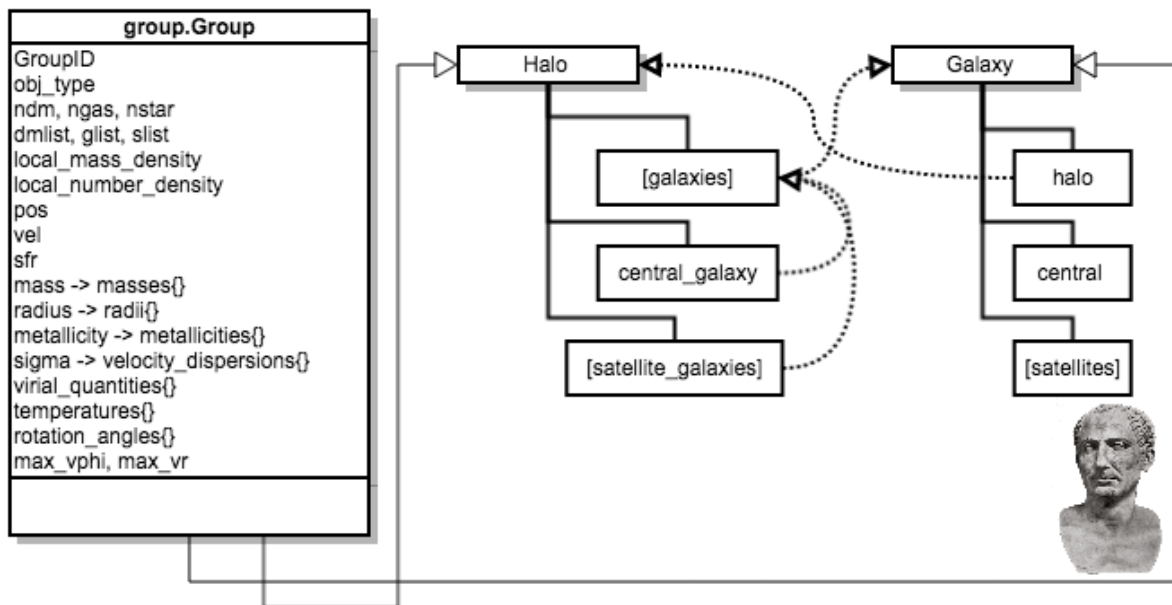 group.Group
GroupID
obj_type
ndm, ngas, nstar
dmlist, glist, slist
local_mass_density
local_number_density
pos
vel
sfr
mass -> masses{}
radius -> radii{}
metallicity -> metallicities{}
sigma -> velocity_dispersions{}
virial_quantities{}
temperatures{}
rotation_angles{}
max_vphi, max_vr
Halo
[galaxies]
central_galaxy
[satellite_galaxies]
Galaxy
halo
central
[satellites]